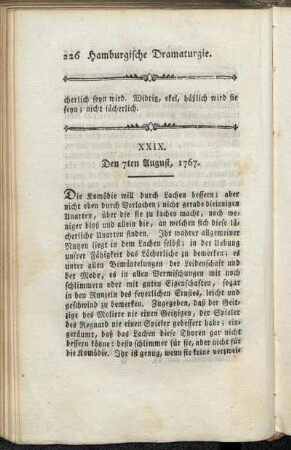 226 Hamburgische Dramaturgie.
cherlich seyn wird. Widrig, ekel, häßlich wird sie
seyn; nicht lächerlich.
XXIX.
Den 7ten August, 1767.
Die Komödie will durch Lachen bessern; aber
nicht eben durch Verlachen; nicht gerade diejenigen
Unarten, über die sie zu lachen macht, noch we-
niger bloß und allein die, an welchen sich diese lä-
cherliche Unarten finden. Ihr wahrer allgemeiner
Nutzen liegt in dem Lachen selbst; in der Uebung
unsrer Fähigkeit das Lächerliche zu bemerken; es
unter allen Bemäntelungen der Leidenschaft und
der Mode, es in allen Vermischungen mit noch
schlimmern oder mit guten Eigenschaften, sogar
in den Runzeln des feyerlichen Ernstes, leicht und
geschwind zu bemerken. Zugegeben, daß der Gei-
zige des Moliere nie einen Geitzigen, der Spieler
des Regnard nie einen Spieler gebessert habe; ein-
geräumet, daß das Lachen diese Thoren gar nicht
bessern könne: desto schlimmer für sie, aber nicht für
die Komödie. Ihr ist genug, wenn sie keine verzwei-